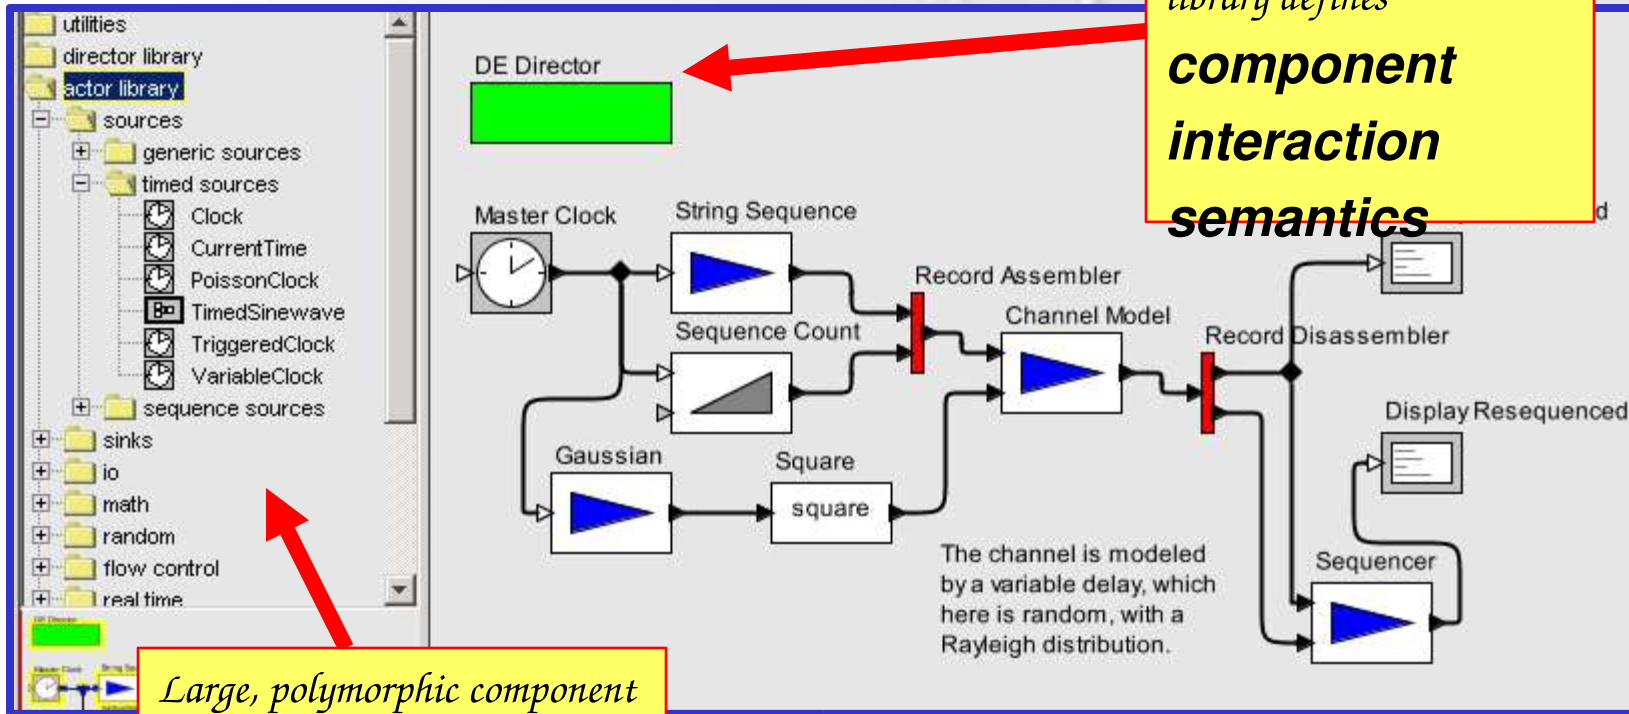 utilities
director library
actor library
sources
generic sources
timed sources
Clock
CurrentTime
PoissonClock
TimedSinewave
TriggeredClock
VariableClock
sequence sources
sinks
io
math
random
flow control
real time
DE Director
library defines
component
interaction
semantics
Master Clock
String Sequence
Sequence Count
Record Assembler
Channel Model
Record Disassembler
Display Resequenced
Gaussian
Square
square
The channel is modeled
by a variable delay, which
here is random, with a
Rayleigh distribution.
Sequencer
Large, polymorphic component